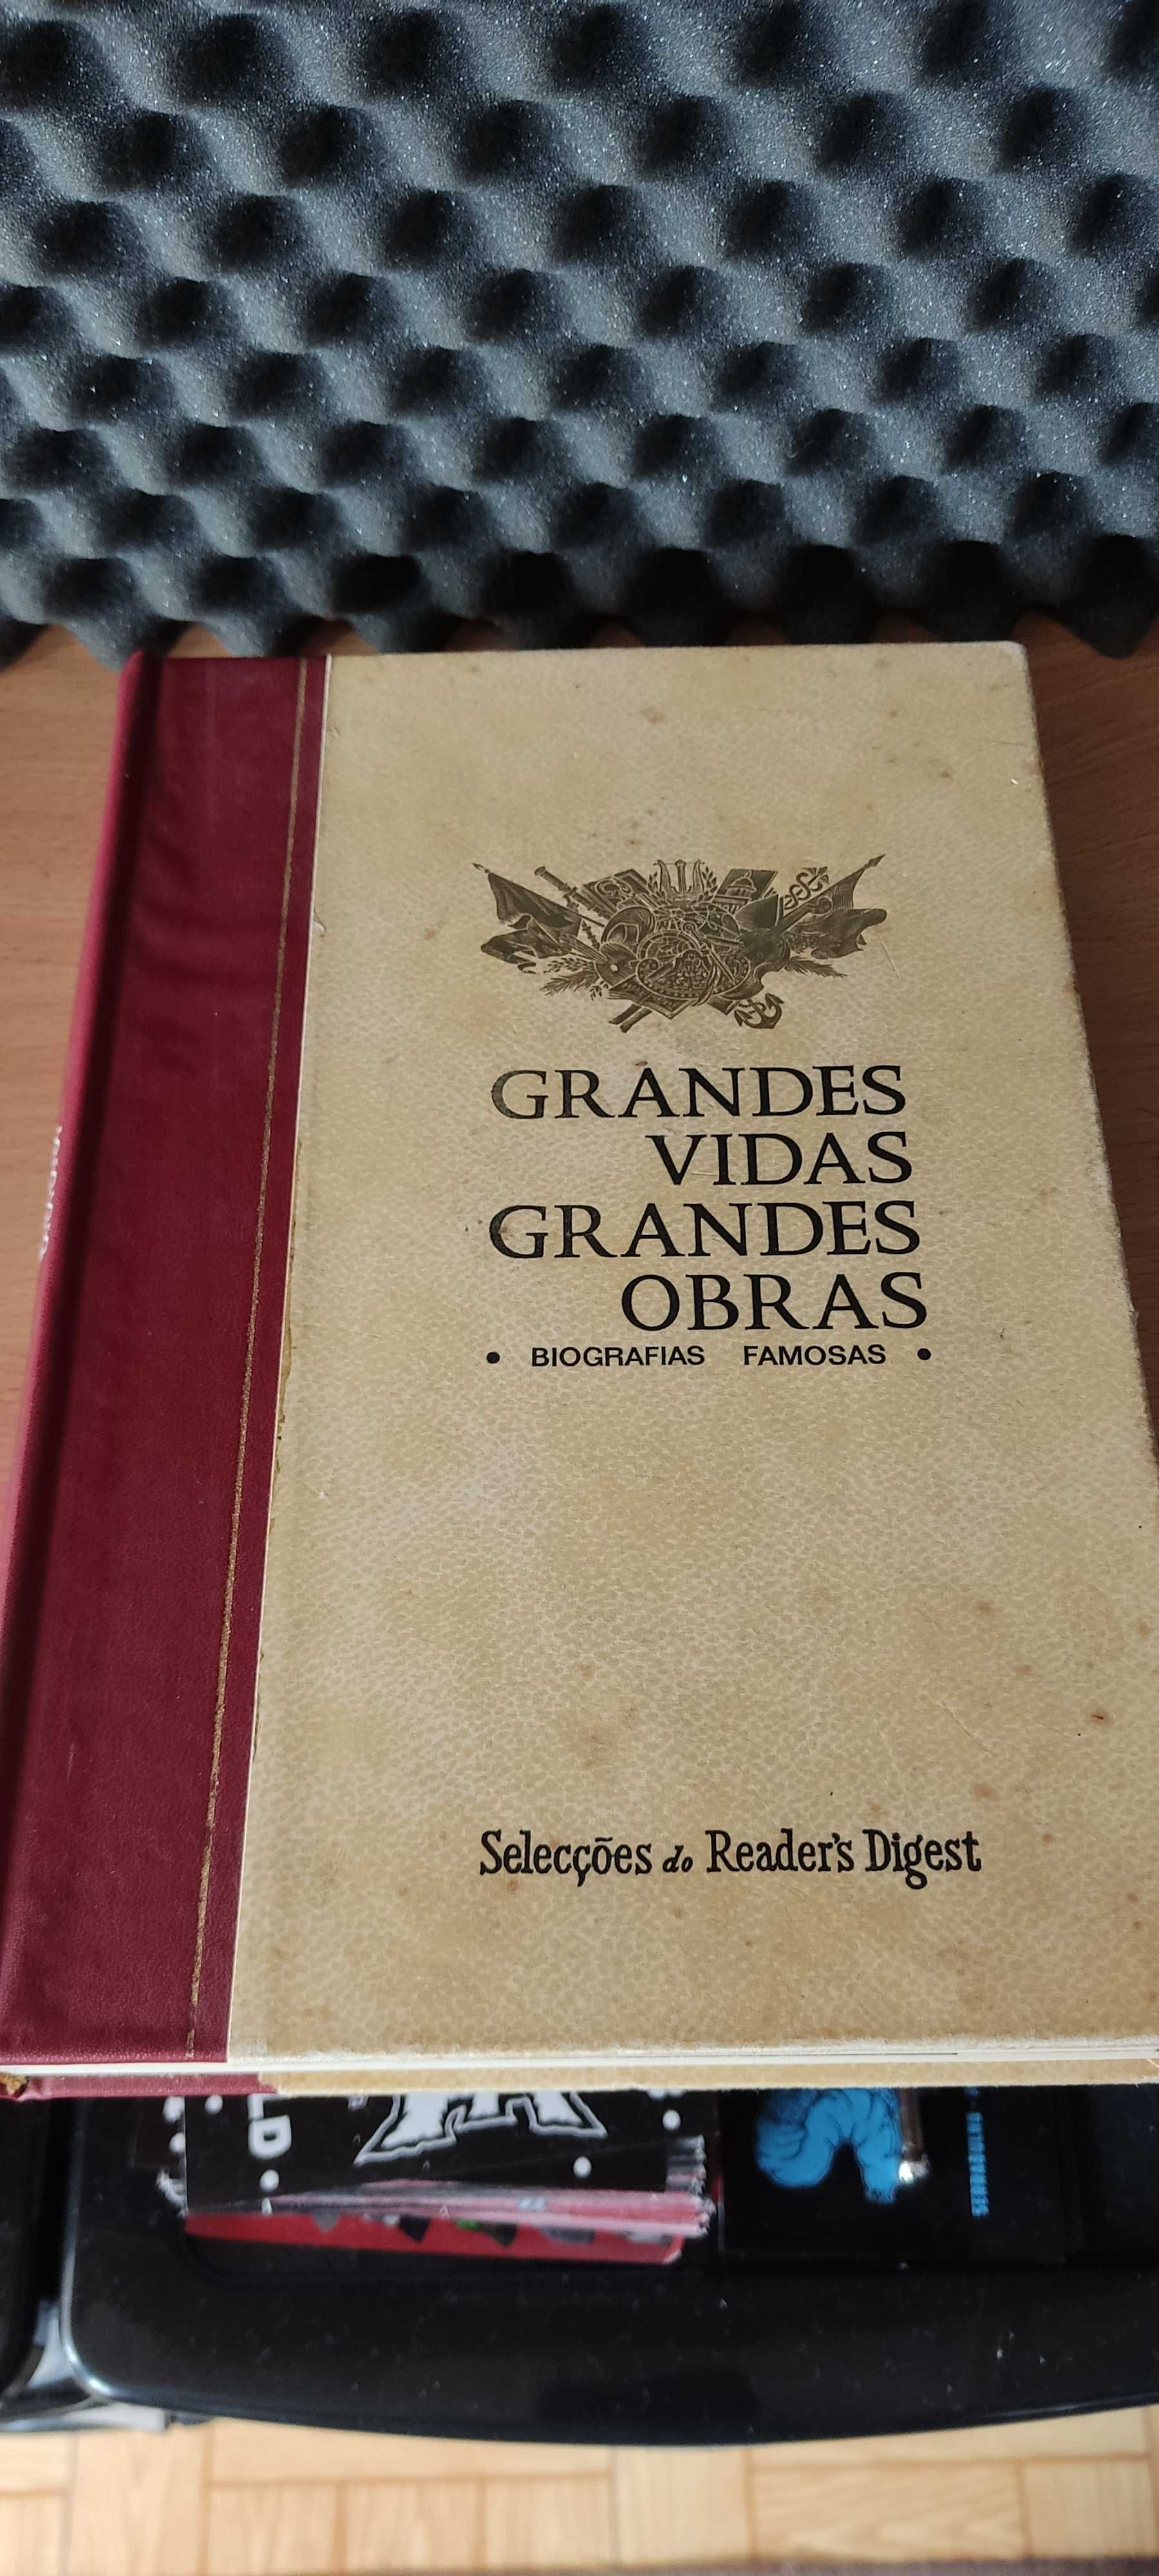 GRANDES
VIDAS
GRANDES
OBRAS
• BIOGRAFIAS FAMOSAS •
Selecções do Reader's Digest